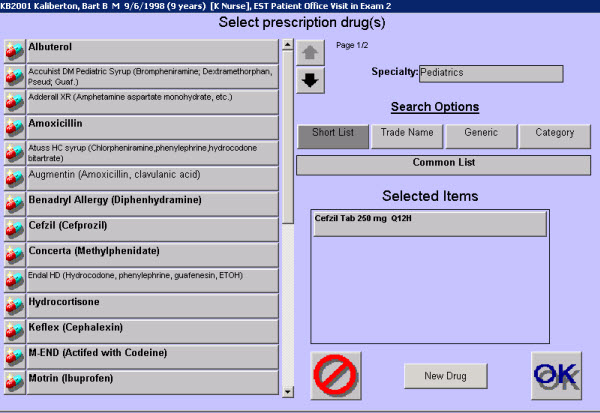 KB2001 Kaliberton, Bart B M 9/6/1998 (9 years) [K Nurse], EST Patient Office Visit in Exam 2
Select prescription drug(s)
Albuterol
Accuhist DM Pediatric Syrup (Brompheniramine; Dextramethorphan,
Pseud; Guaf.)
Adderall XR (Amphetamine aspartate monohydrate, etc.)
Amoxicillin
Atuss HC syrup (Chlorpheniramine,phenylephrine,hydrocodone
bitartrate)
Augmentin (Amoxicillin, clavulanic acid)
Benadryl Allergy (Diphenhydramine)
Cefzil (Cefprozil)
Concerta (Methylphenidate)
Endal HD (Hydrocodone, phenylephrine, guafenesin, ETOH)
Hydrocortisone
Keflex (Cephalexin)
M-END (Actifed with Codeine)
Motrin (Ibuprofen)
Page 1/2
Specialty: Pediatrics
Search Options
Short List Trade Name Generic Category
Common List
Selected Items
Cefzil Tab 250 mg Q12H
New Drug
OK